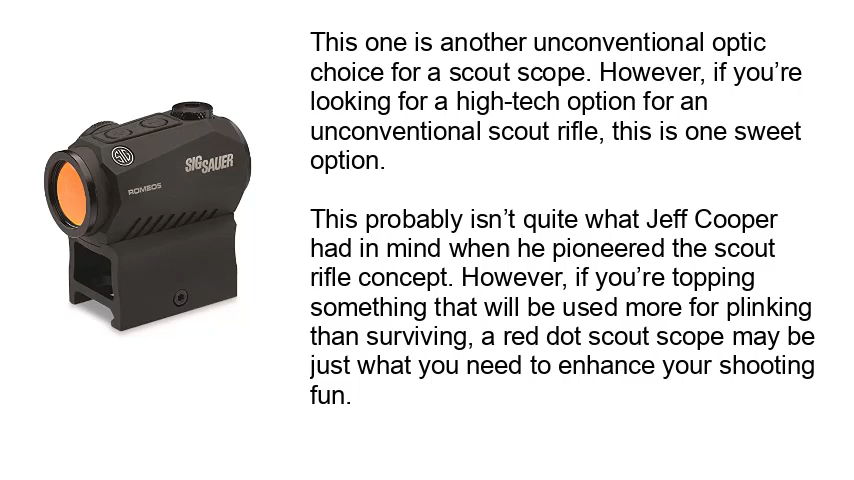 This one is another unconventional optic
choice for a scout scope. However, if you’re
looking for a high-tech option for an
unconventional scout rifle, this is one sweet
option.
This probably isn’t quite what Jeff Cooper
had in mind when he pioneered the scout
rifle concept. However, if you’re topping
something that will be used more for plinking
than surviving, a red dot scout scope may be
just what you need to enhance your shooting
fun.
SIG
SIG SAUER
ROMEO5